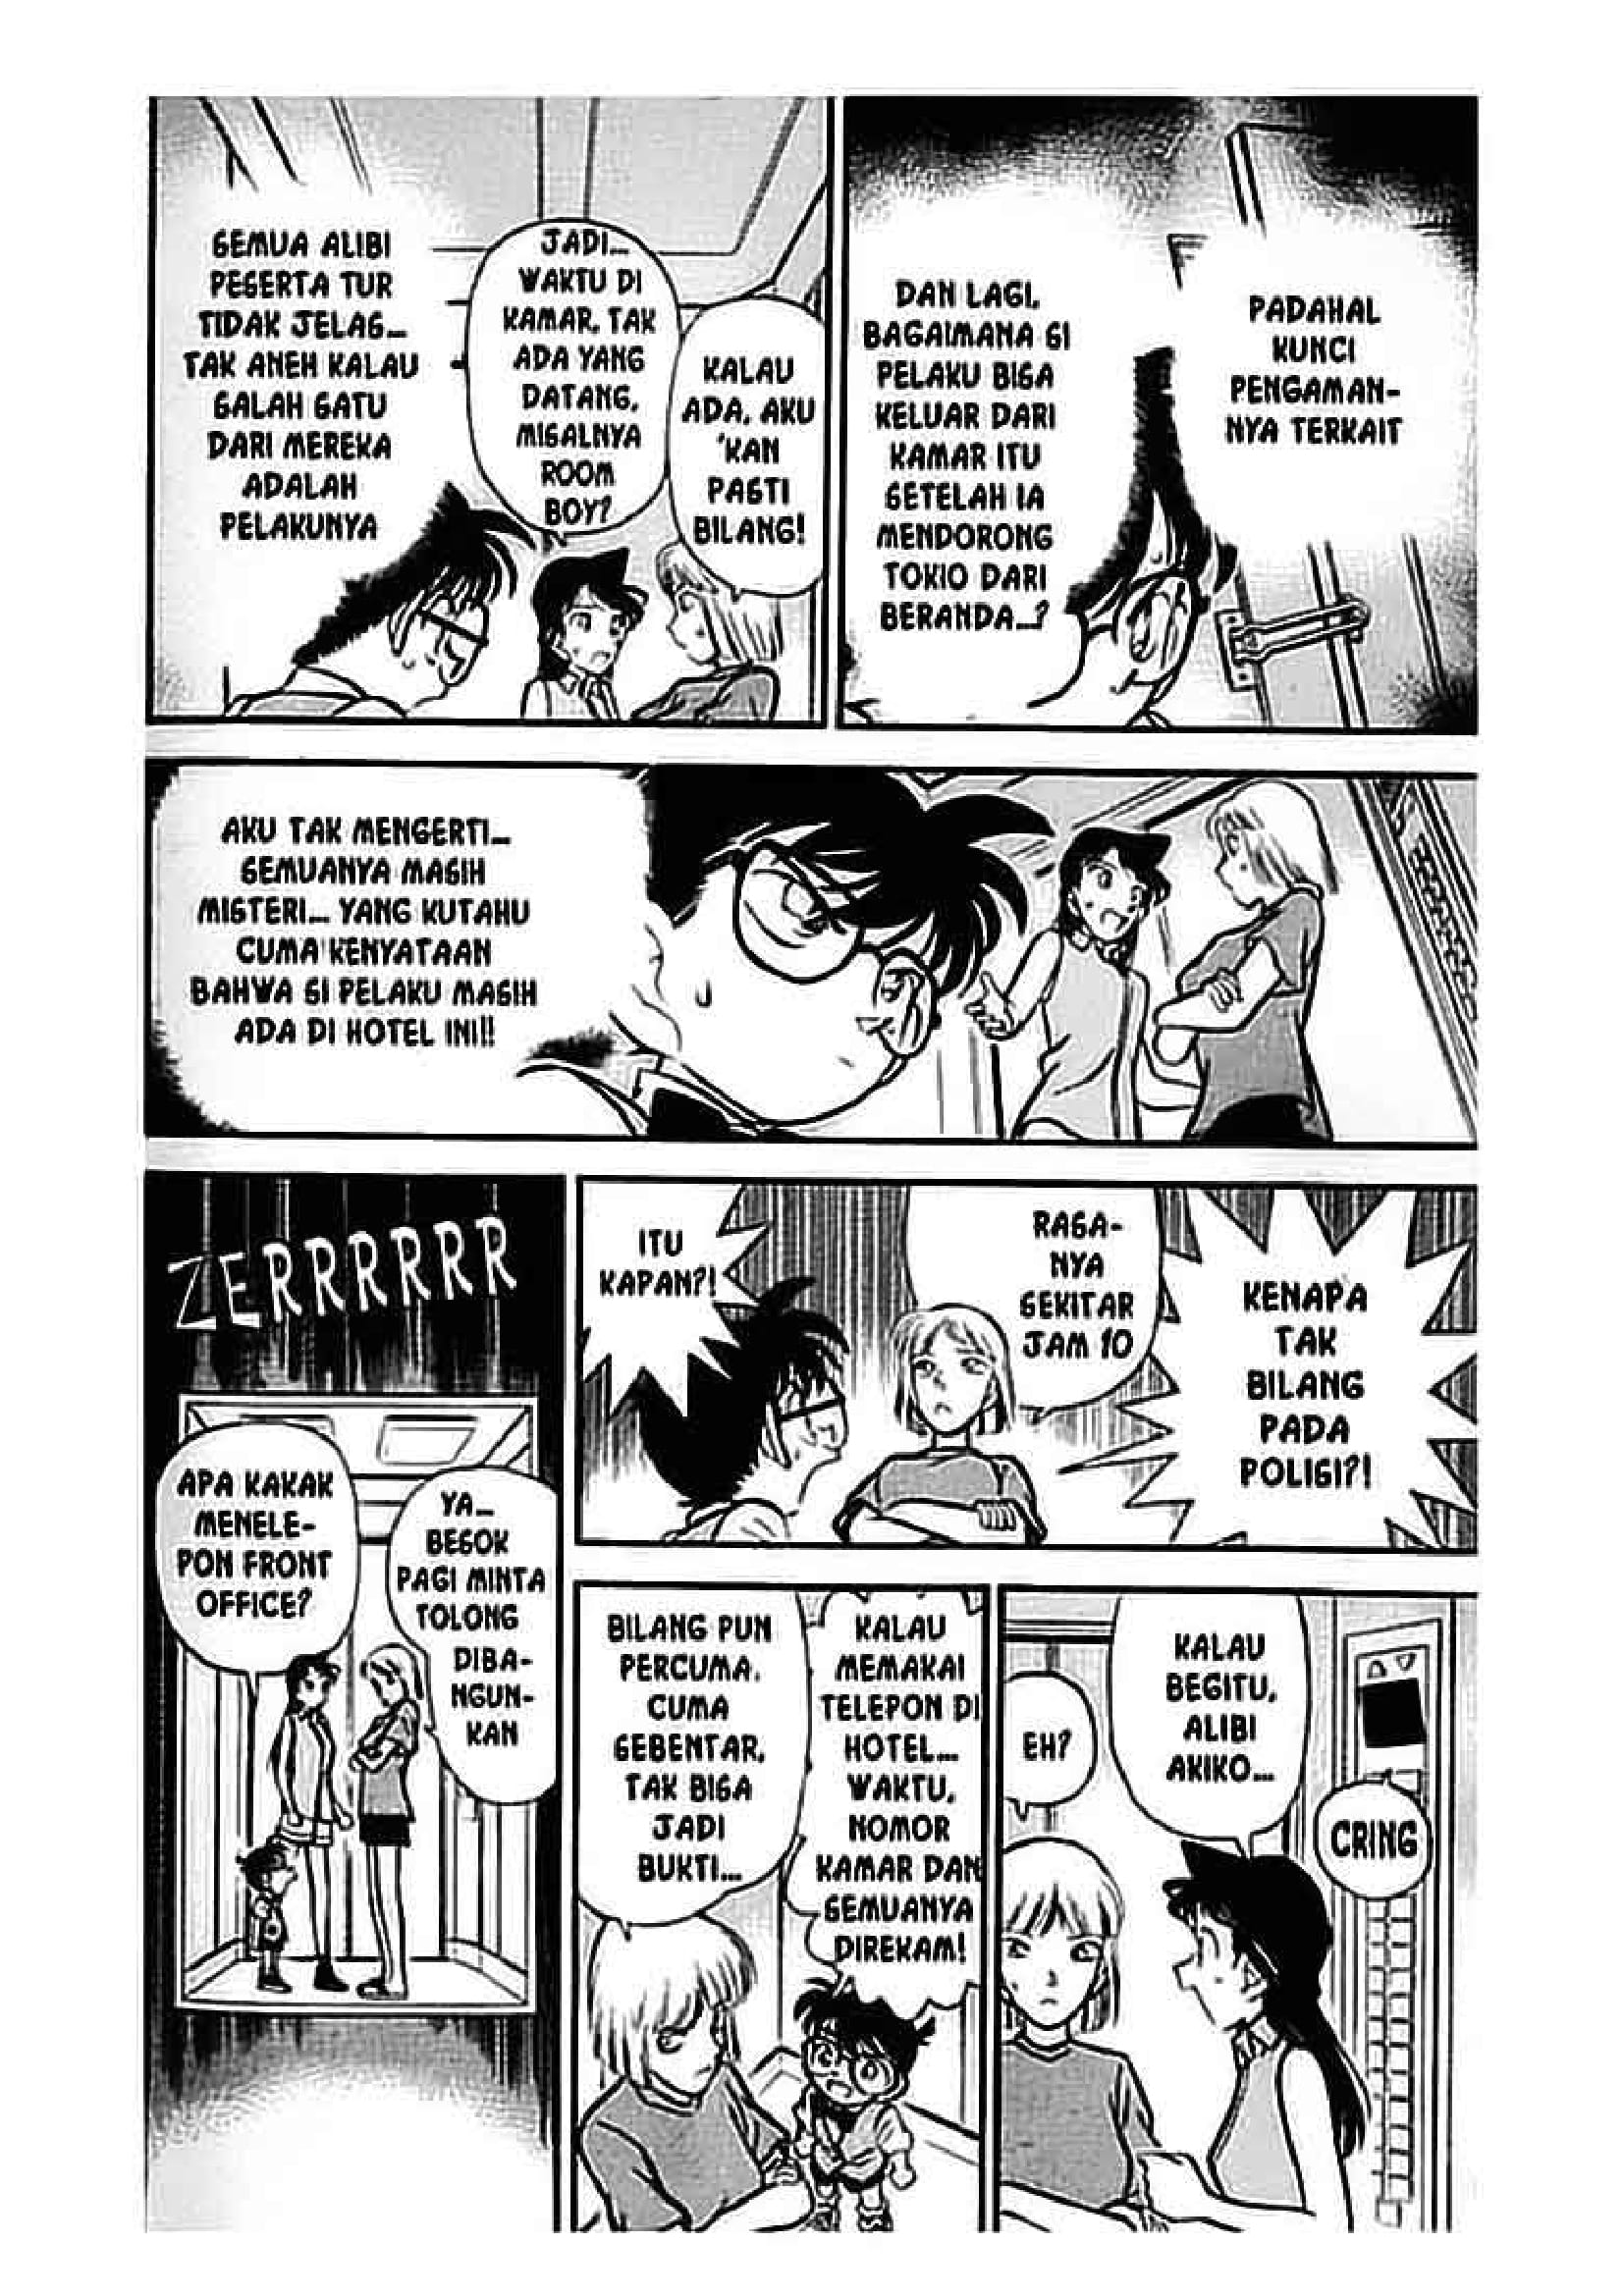 SEMUA ALIBI
PESERTA TUR
TIDAK JELAS...
TAK ANEH KALAU
SALAH SATU
DARI MEREKA
ADALAH
PELAKUNYA
JADI...
WAKTU DI
KAMAR, TAK
ADA YANG
DATANG,
MISALNYA
ROOM
BOY?
KALAU
ADA, AKU
'KAN
PASTI
BILANG!
DAN LAGI,
BAGAIMANA SI
PELAKU BISA
KELUAR DARI
KAMAR ITU
SETELAH IA
MENDORONG
TOKIO DARI
BERANDA...?
PADAHAL
KUNCI
PENGAMAN-
NYA TERKAIT
AKU TAK MENGERTI...
SEMUANYA MASIH
MISTERI... YANG KUTAHU
CUMA KENYATAAN
BAHWA SI PELAKU MASIH
ADA DI HOTEL INI!!
ZERRRRRR
APA KAKAK
MENELE-
PON FRONT
OFFICE?
YA...
BESOK
PAGI MINTA
TOLONG
DIBA-
NGUN-
KAN
ITU
KAPAN?!
RASA-
NYA
SEKITAR
JAM 10
KENAPA
TAK
BILANG
PADA
POLISI?!
BILANG PUN
PERCUMA.
CUMA
SEBENTAR,
TAK BISA
JADI
BUKTI...
KALAU
MEMAKAI
TELEPON DI
HOTEL...
WAKTU,
NOMOR
KAMAR DAN
SEMUANYA
DIREKAM!
EH?
KALAU
BEGITU,
ALIBI
AKIKO...
CRING